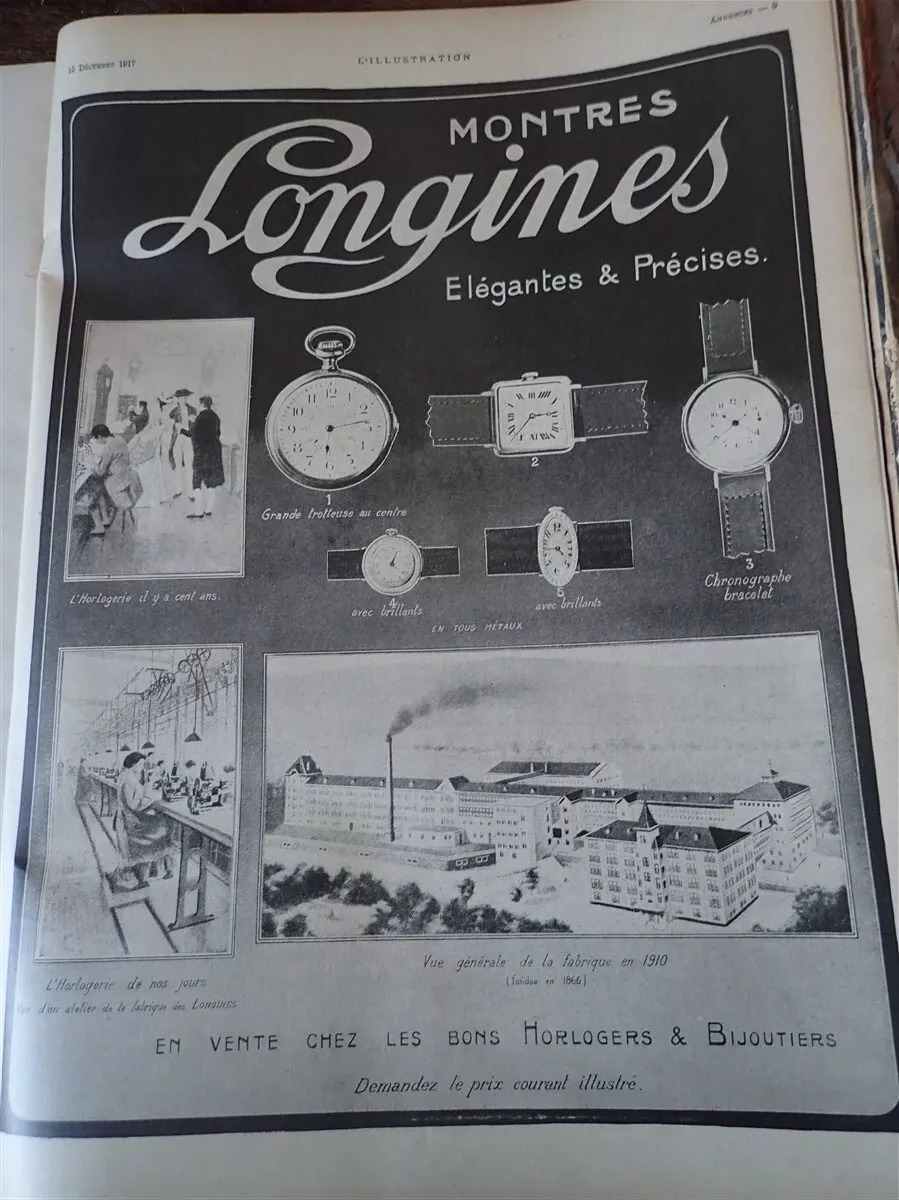 15 Décembre 1917
L'ILLUSTRATION
Annonces — 9
MONTRES
Longines
Elégantes & Précises.
1
Grande trotteuse au centre
2
3
Chronographe
bracelet
4
avec brillants
5
avec brillants
EN TOUS MÉTAUX
L'Horlogerie il y a cent ans.
L'Horlogerie de nos jours
d'un atelier de la fabrique des Longines
Vue générale de la fabrique en 1910
(fondée en 1866)
EN VENTE CHEZ LES BONS HORLOGERS & BIJOUTIERS
Demandez le prix courant illustré.